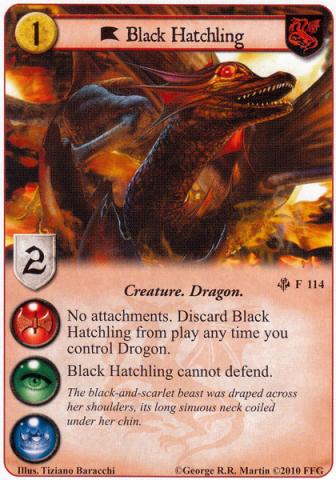 1
Black Hatchling
2
F 114
Creature. Dragon.
No attachments. Discard Black
Hatchling from play any time you
control Drogon.
Black Hatchling cannot defend.
The black-and-scarlet beast was draped across
her shoulders, its long sinuous neck coiled
under her chin.
Illus. Tiziano Baracchi ©George R.R. Martin ©2010 FFG